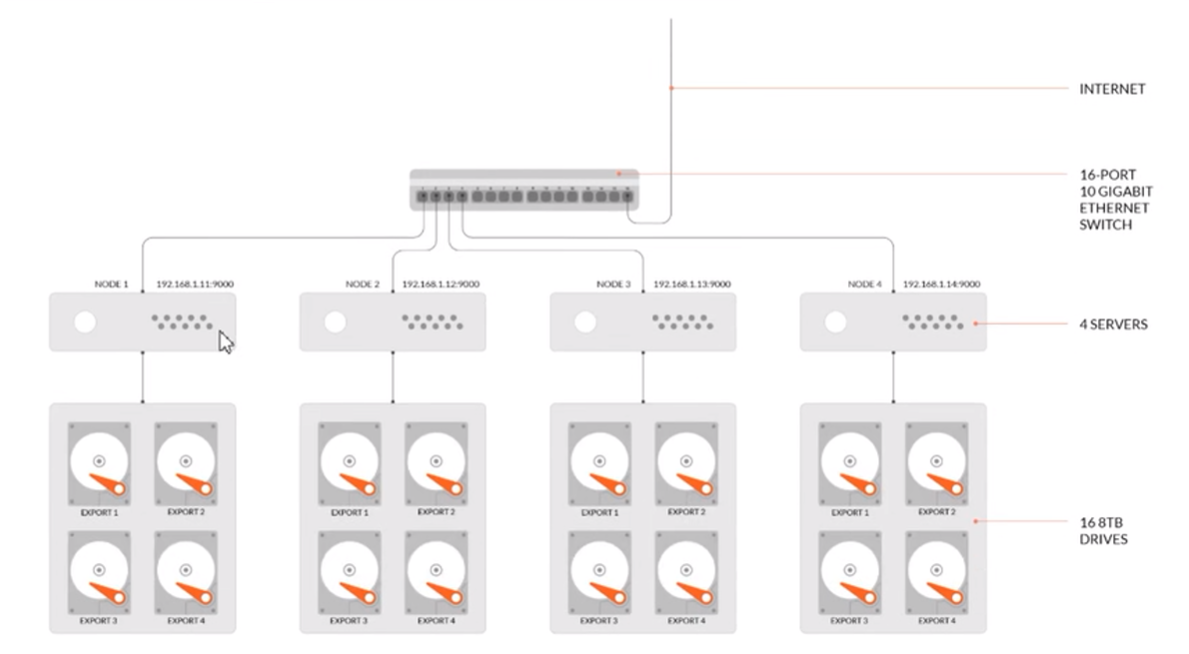 INTERNET
16-PORT
10 GIGABIT
ETHERNET
SWITCH
NODE 1 192.168.1.11:9000
NODE 2 192.168.1.12:9000
NODE 3 192.168.1.13:9000
NODE 4 192.168.1.14:9000
4 SERVERS
EXPORT 1 EXPORT 2
EXPORT 3 EXPORT 4
EXPORT 1 EXPORT 2
EXPORT 3 EXPORT 4
EXPORT 1 EXPORT 2
EXPORT 3 EXPORT 4
EXPORT 1 EXPORT 2
EXPORT 3 EXPORT 4
16 8TB
DRIVES